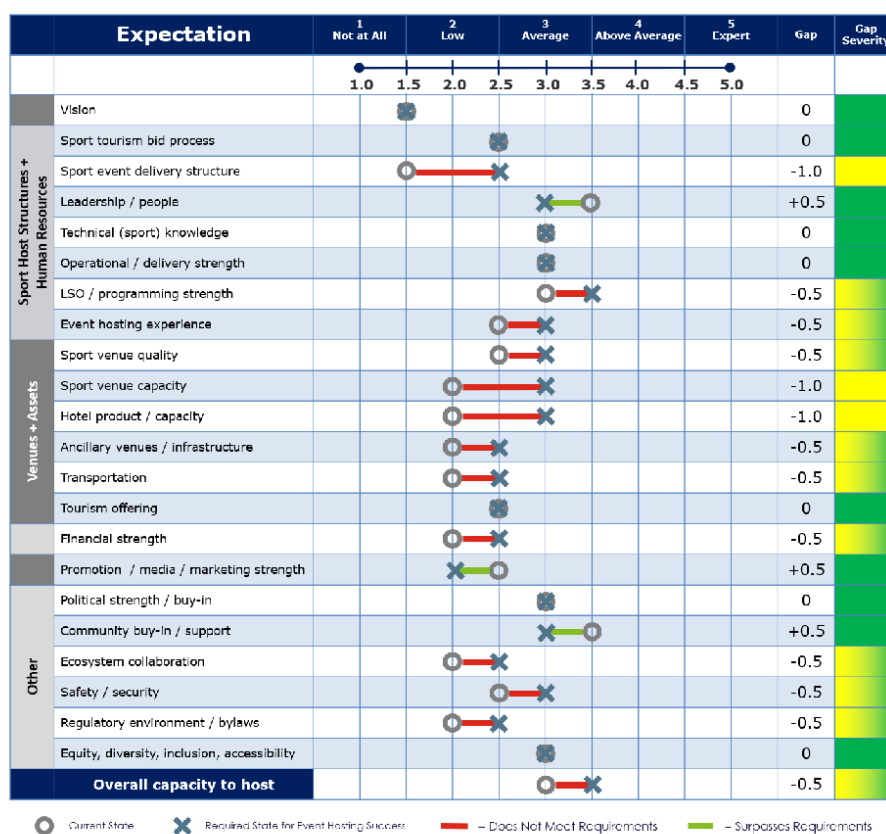 Expectation
1
Not at All
2
Low
3
Average
4
Above Average
5
Expert
Gap
Gap
Severity
1.0 1.5 2.0 2.5 3.0 3.5 4.0 4.5 5.0
Vision 0
Sport Host Structures +
Human Resources
Sport tourism bid process 0
Sport event delivery structure -1.0
Leadership / people +0.5
Technical (sport) knowledge 0
Operational / delivery strength 0
LSO / programming strength -0.5
Event hosting experience -0.5
Venues + Assets
Sport venue quality -0.5
Sport venue capacity -1.0
Hotel product / capacity -1.0
Ancillary venues / infrastructure -0.5
Transportation -0.5
Tourism offering 0
Financial strength -0.5
Promotion / media / marketing strength +0.5
Other
Political strength / buy-in 0
Community buy-in / support +0.5
Ecosystem collaboration -0.5
Safety / security -0.5
Regulatory environment / bylaws -0.5
Equity, diversity, inclusion, accessibility 0
Overall capacity to host -0.5
Current State Required State for Event Hosting Success – Does Not Meet Requirements – Surpasses Requirements